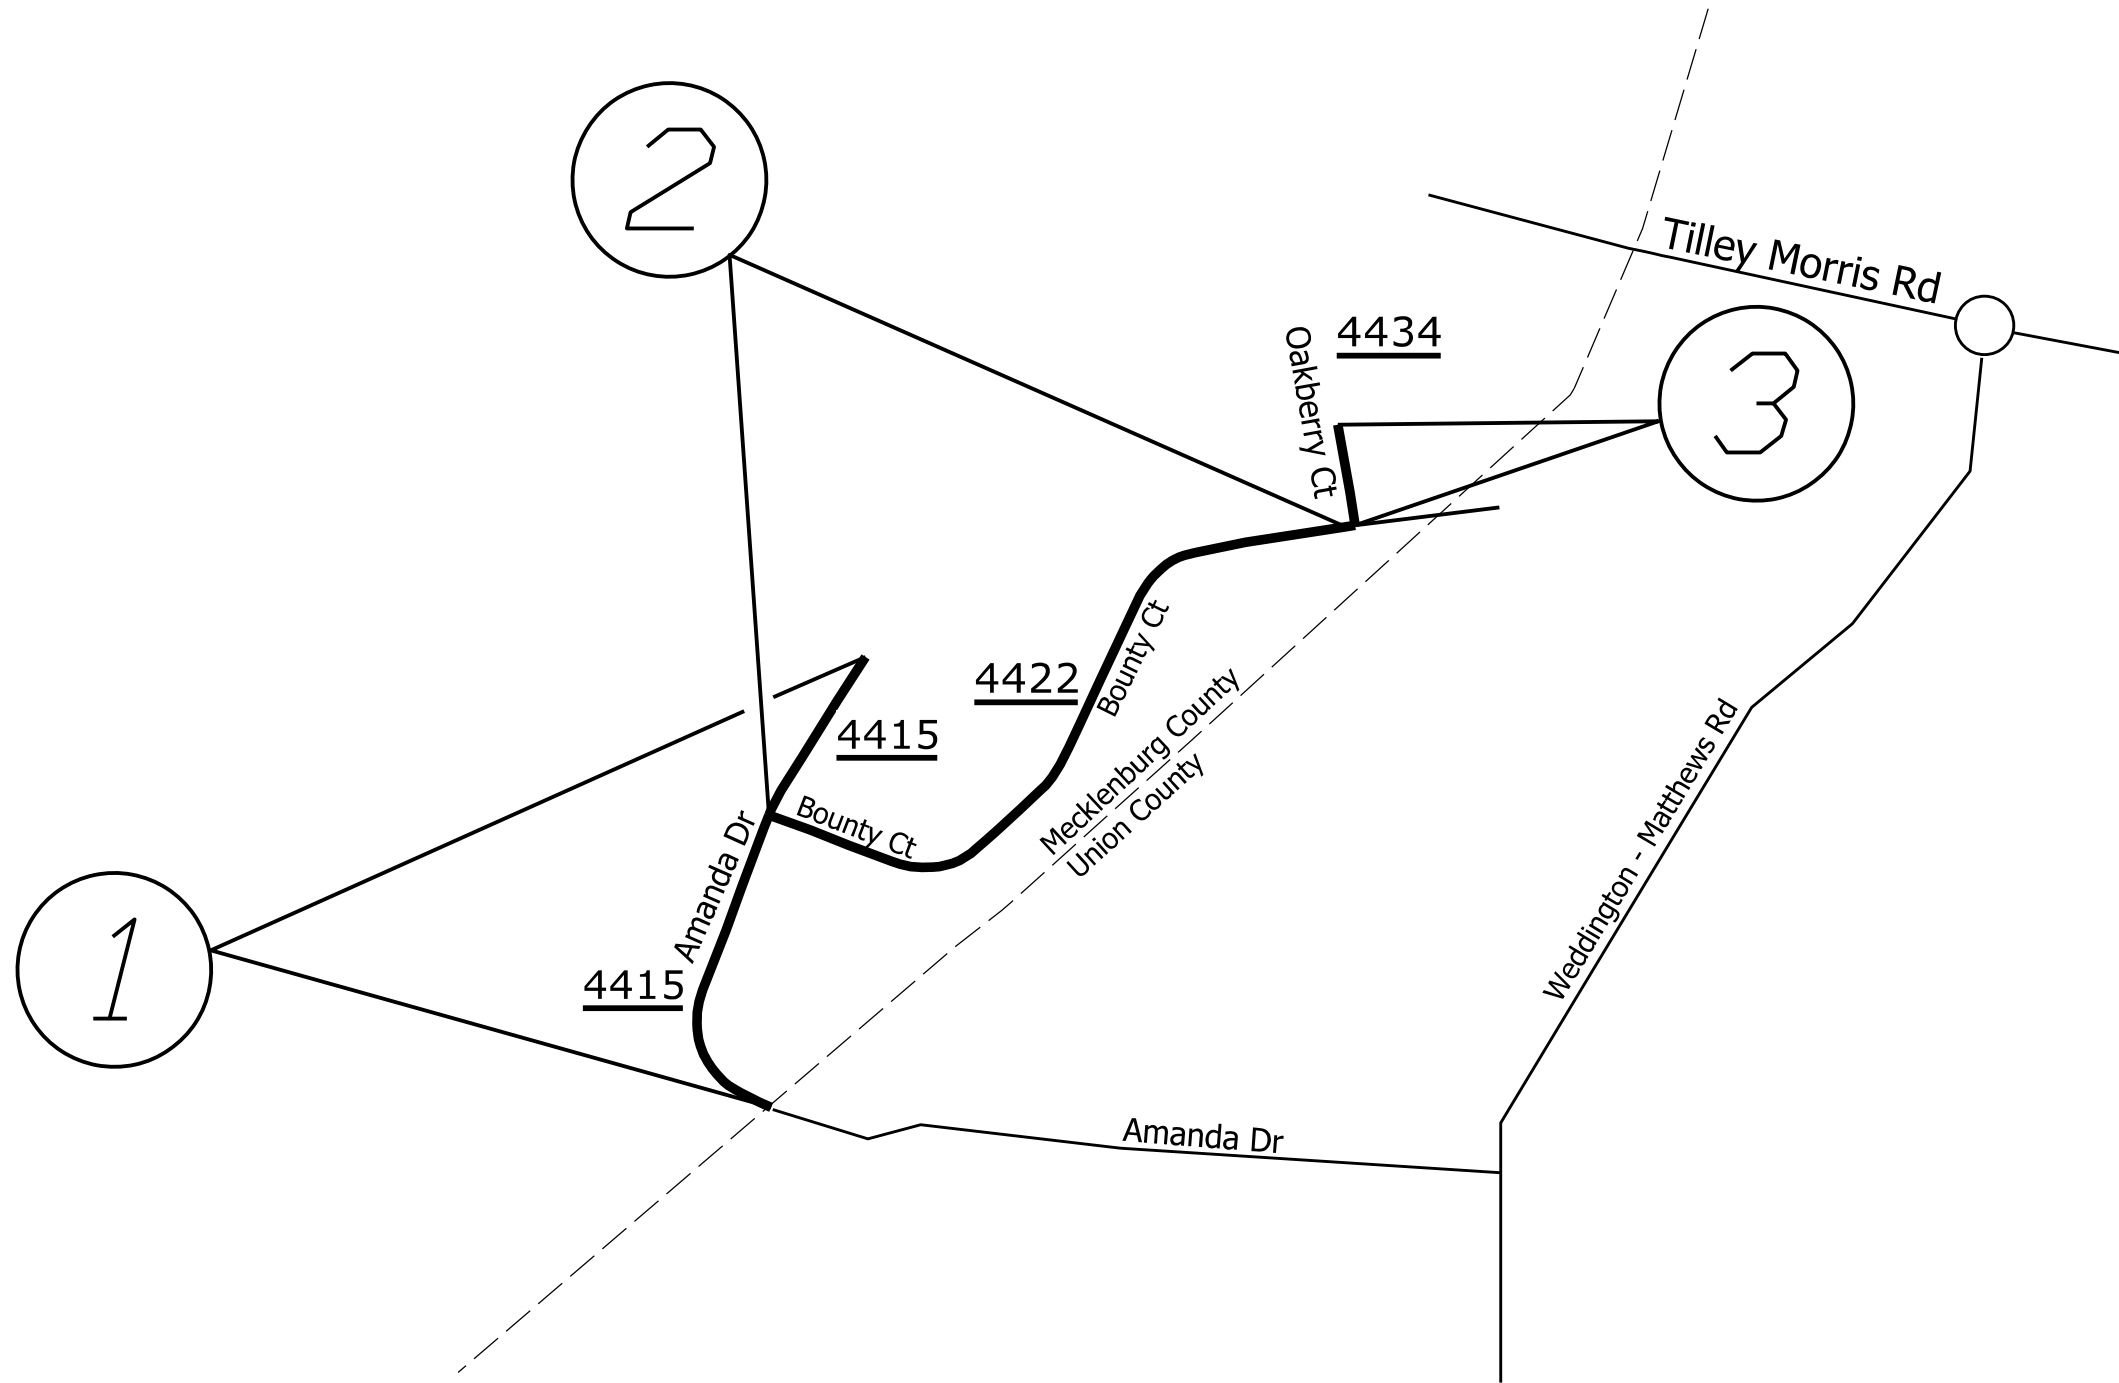 2
Tilley Morris Rd
4434
Oakberry Ct
3
4422
Bounty Ct
4415
Mecklenburg County
Union County
Bounty Ct
Amanda Dr
Weddington - Matthews Rd
1
4415
Amanda Dr